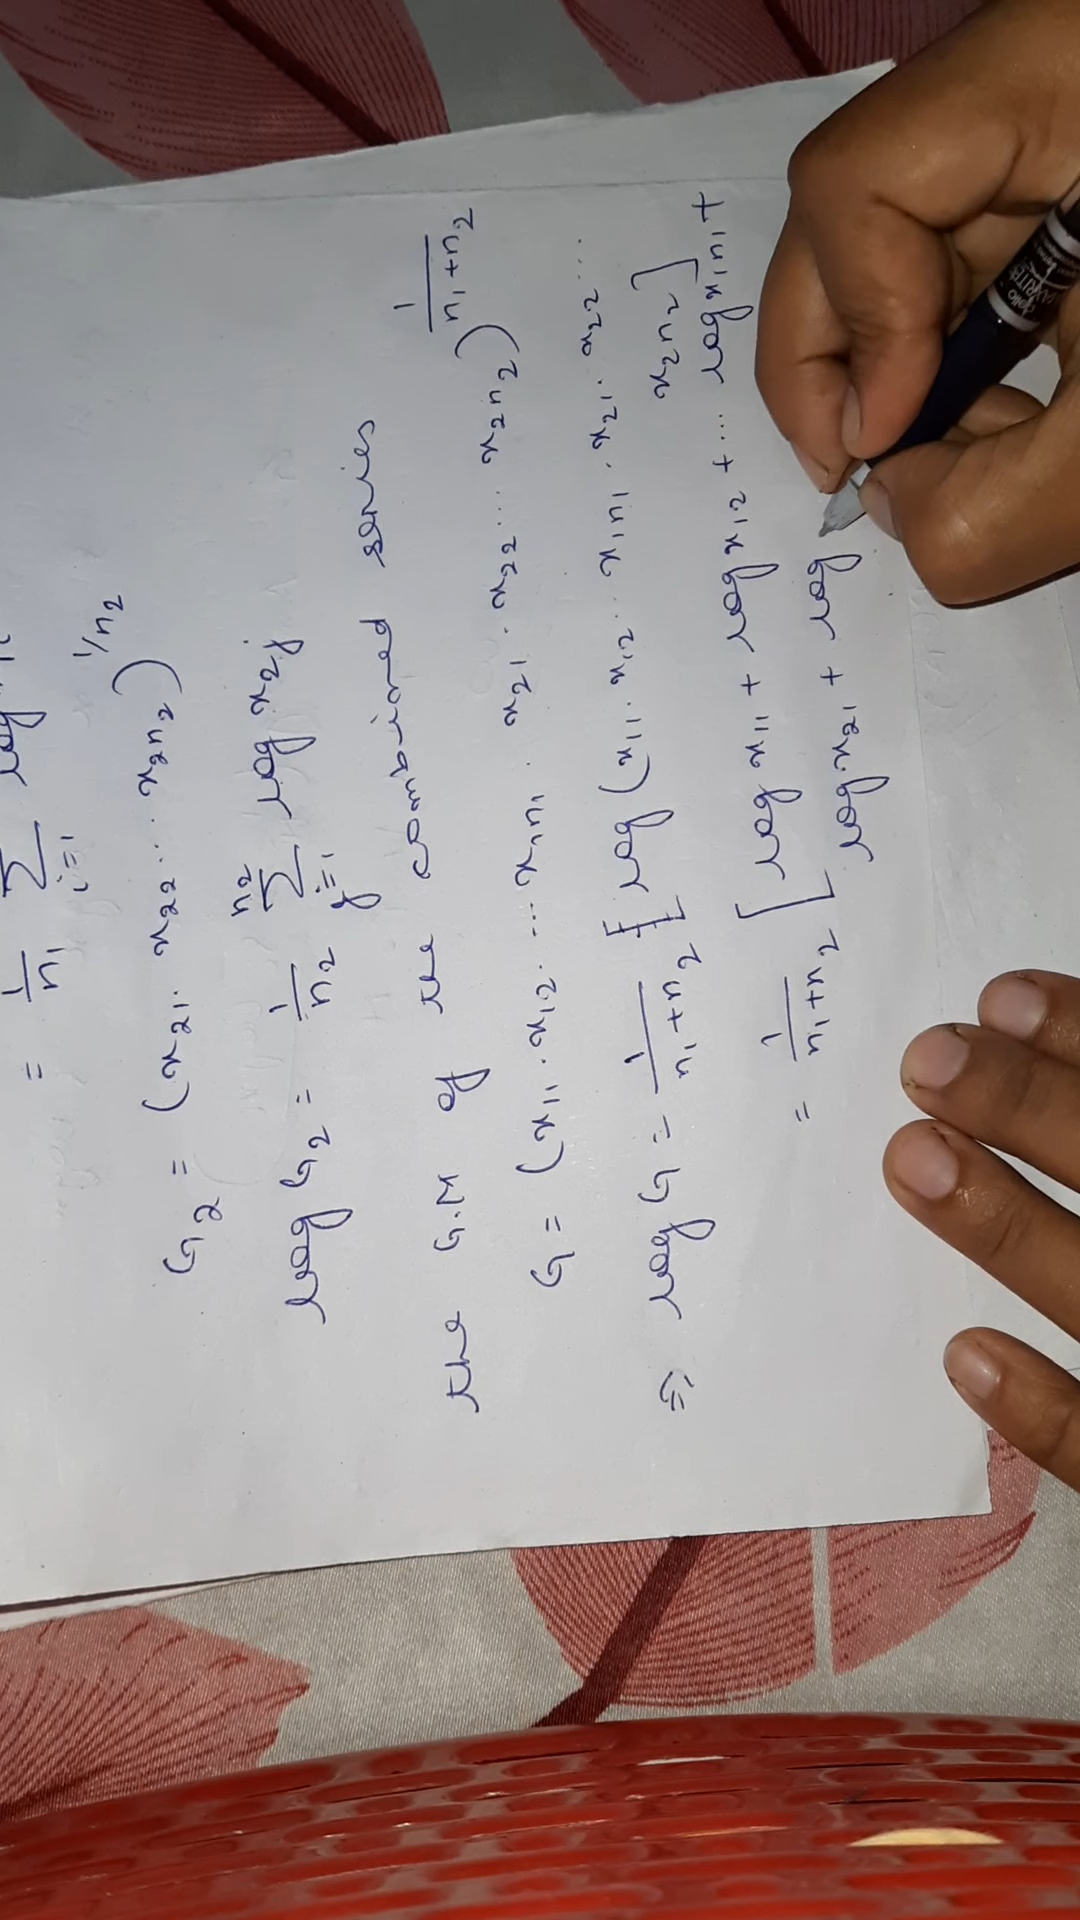 = 1/n₁ Σ i=1 log
G₂ = (x₂₁. x₂₂... x₂n₂)^1/n₂
log G₂ = 1/n₂ Σ_{j=1}^{n₂} log x₂j
the G.M of the combined series
G = (x₁₁. x₁₂. ... x₁n₁. x₂₁. x₂₂... x₂n₂)^1/n₁+n₂
⇒ log G = 1/n₁+n₂ [log (x₁₁. x₁₂.. x₁n₁. x₂₁. x₂₂...
x₂n₂]
= 1/n₁+n₂ [log x₁₁ + log x₁₂ + ... log x₁n₁ +
log x₂₁ + log